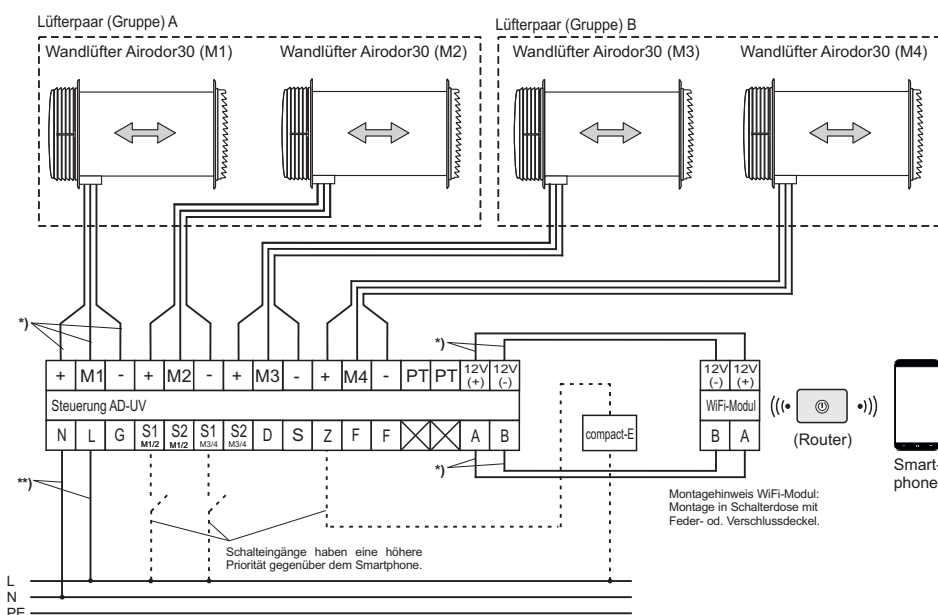 Lüfterpaar (Gruppe) A
Lüfterpaar (Gruppe) B
Wandlüfter Airodor30 (M1)
Wandlüfter Airodor30 (M2)
Wandlüfter Airodor30 (M3)
Wandlüfter Airodor30 (M4)
*)
*)
+ M1 - + M2 - + M3 - + M4 - PT PT 12V (+) 12V (-)
12V (-) 12V (+)
Steuerung AD-UV
WiFi-Modul
N L G S1 M1/2 S2 M1/2 S1 M3/4 S2 M3/4 D S Z F F A B
compact-E
B A
(Router)
Smart-
phone
**)
*)
Montagehinweis WiFi-Modul:
Montage in Schalterdose mit
Feder- od. Verschlussdeckel.
Schalteingänge haben eine höhere
Priorität gegenüber dem Smartphone.
L
N
PE